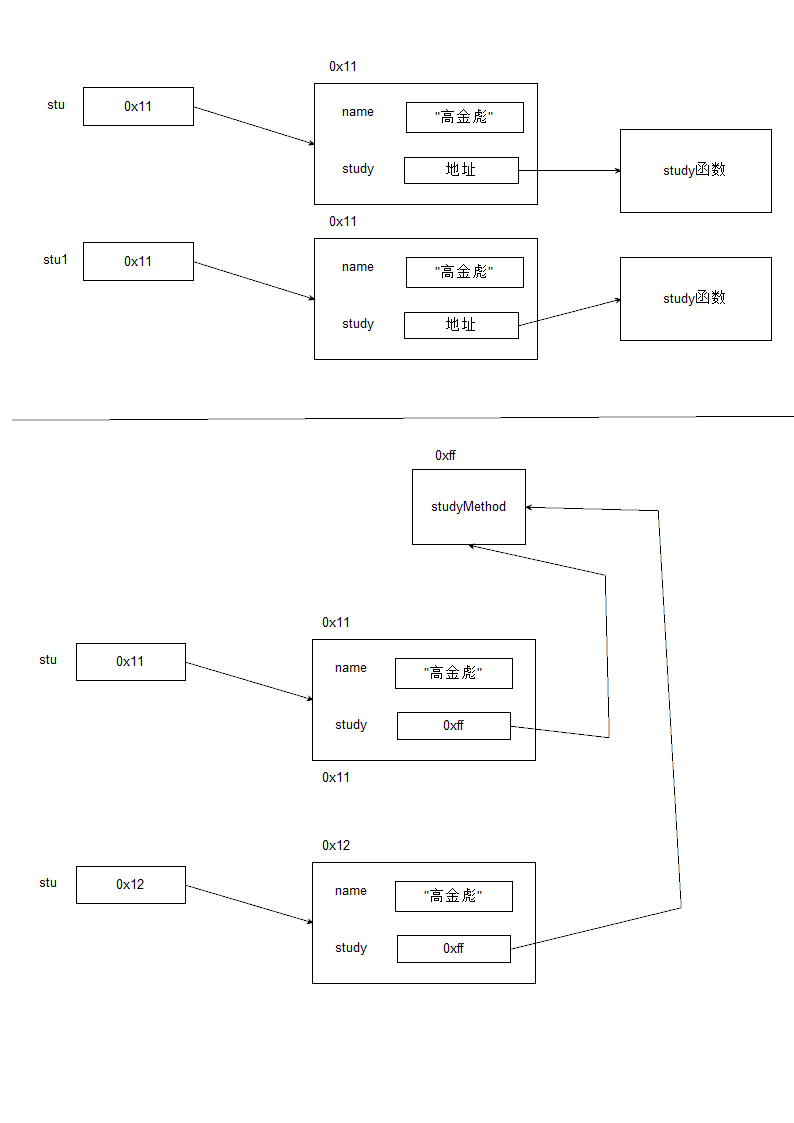 0x11
stu
0x11
name
"高金彪"
study
地址
study函数
0x11
stu1
0x11
name
"高金彪"
study
地址
study函数
0xff
studyMethod
0x11
stu
0x11
name
"高金彪"
study
0xff
0x11
0x12
stu
0x12
name
"高金彪"
study
0xff